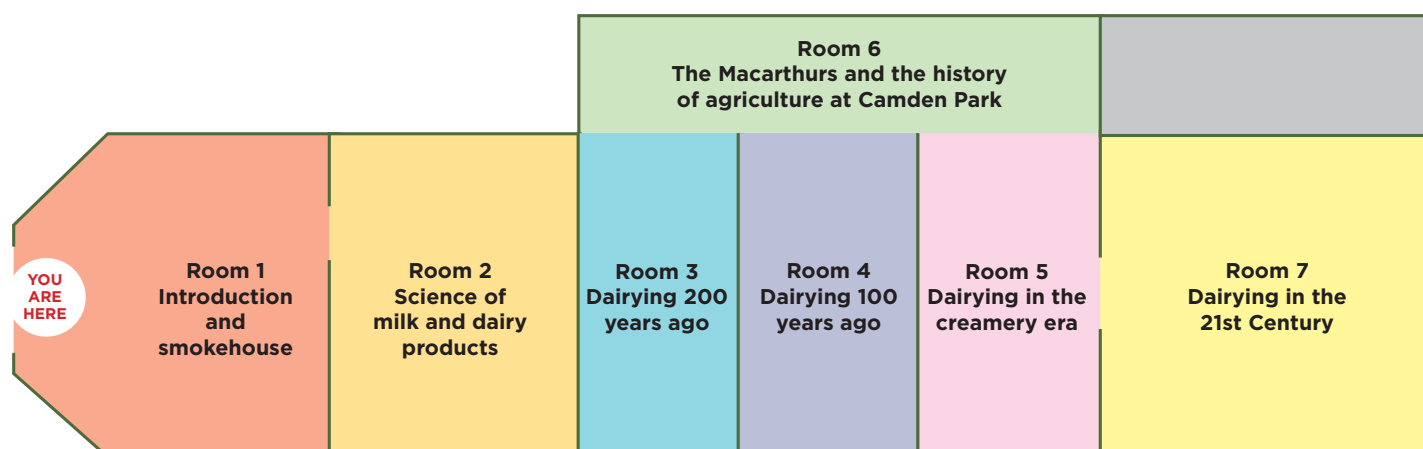 Room 6
The Macarthurs and the history
of agriculture at Camden Park
YOU
ARE
HERE
Room 1
Introduction
and
smokehouse
Room 2
Science of
milk and dairy
products
Room 3
Dairying 200
years ago
Room 4
Dairying 100
years ago
Room 5
Dairying in the
creamery era
Room 7
Dairying in the
21st Century